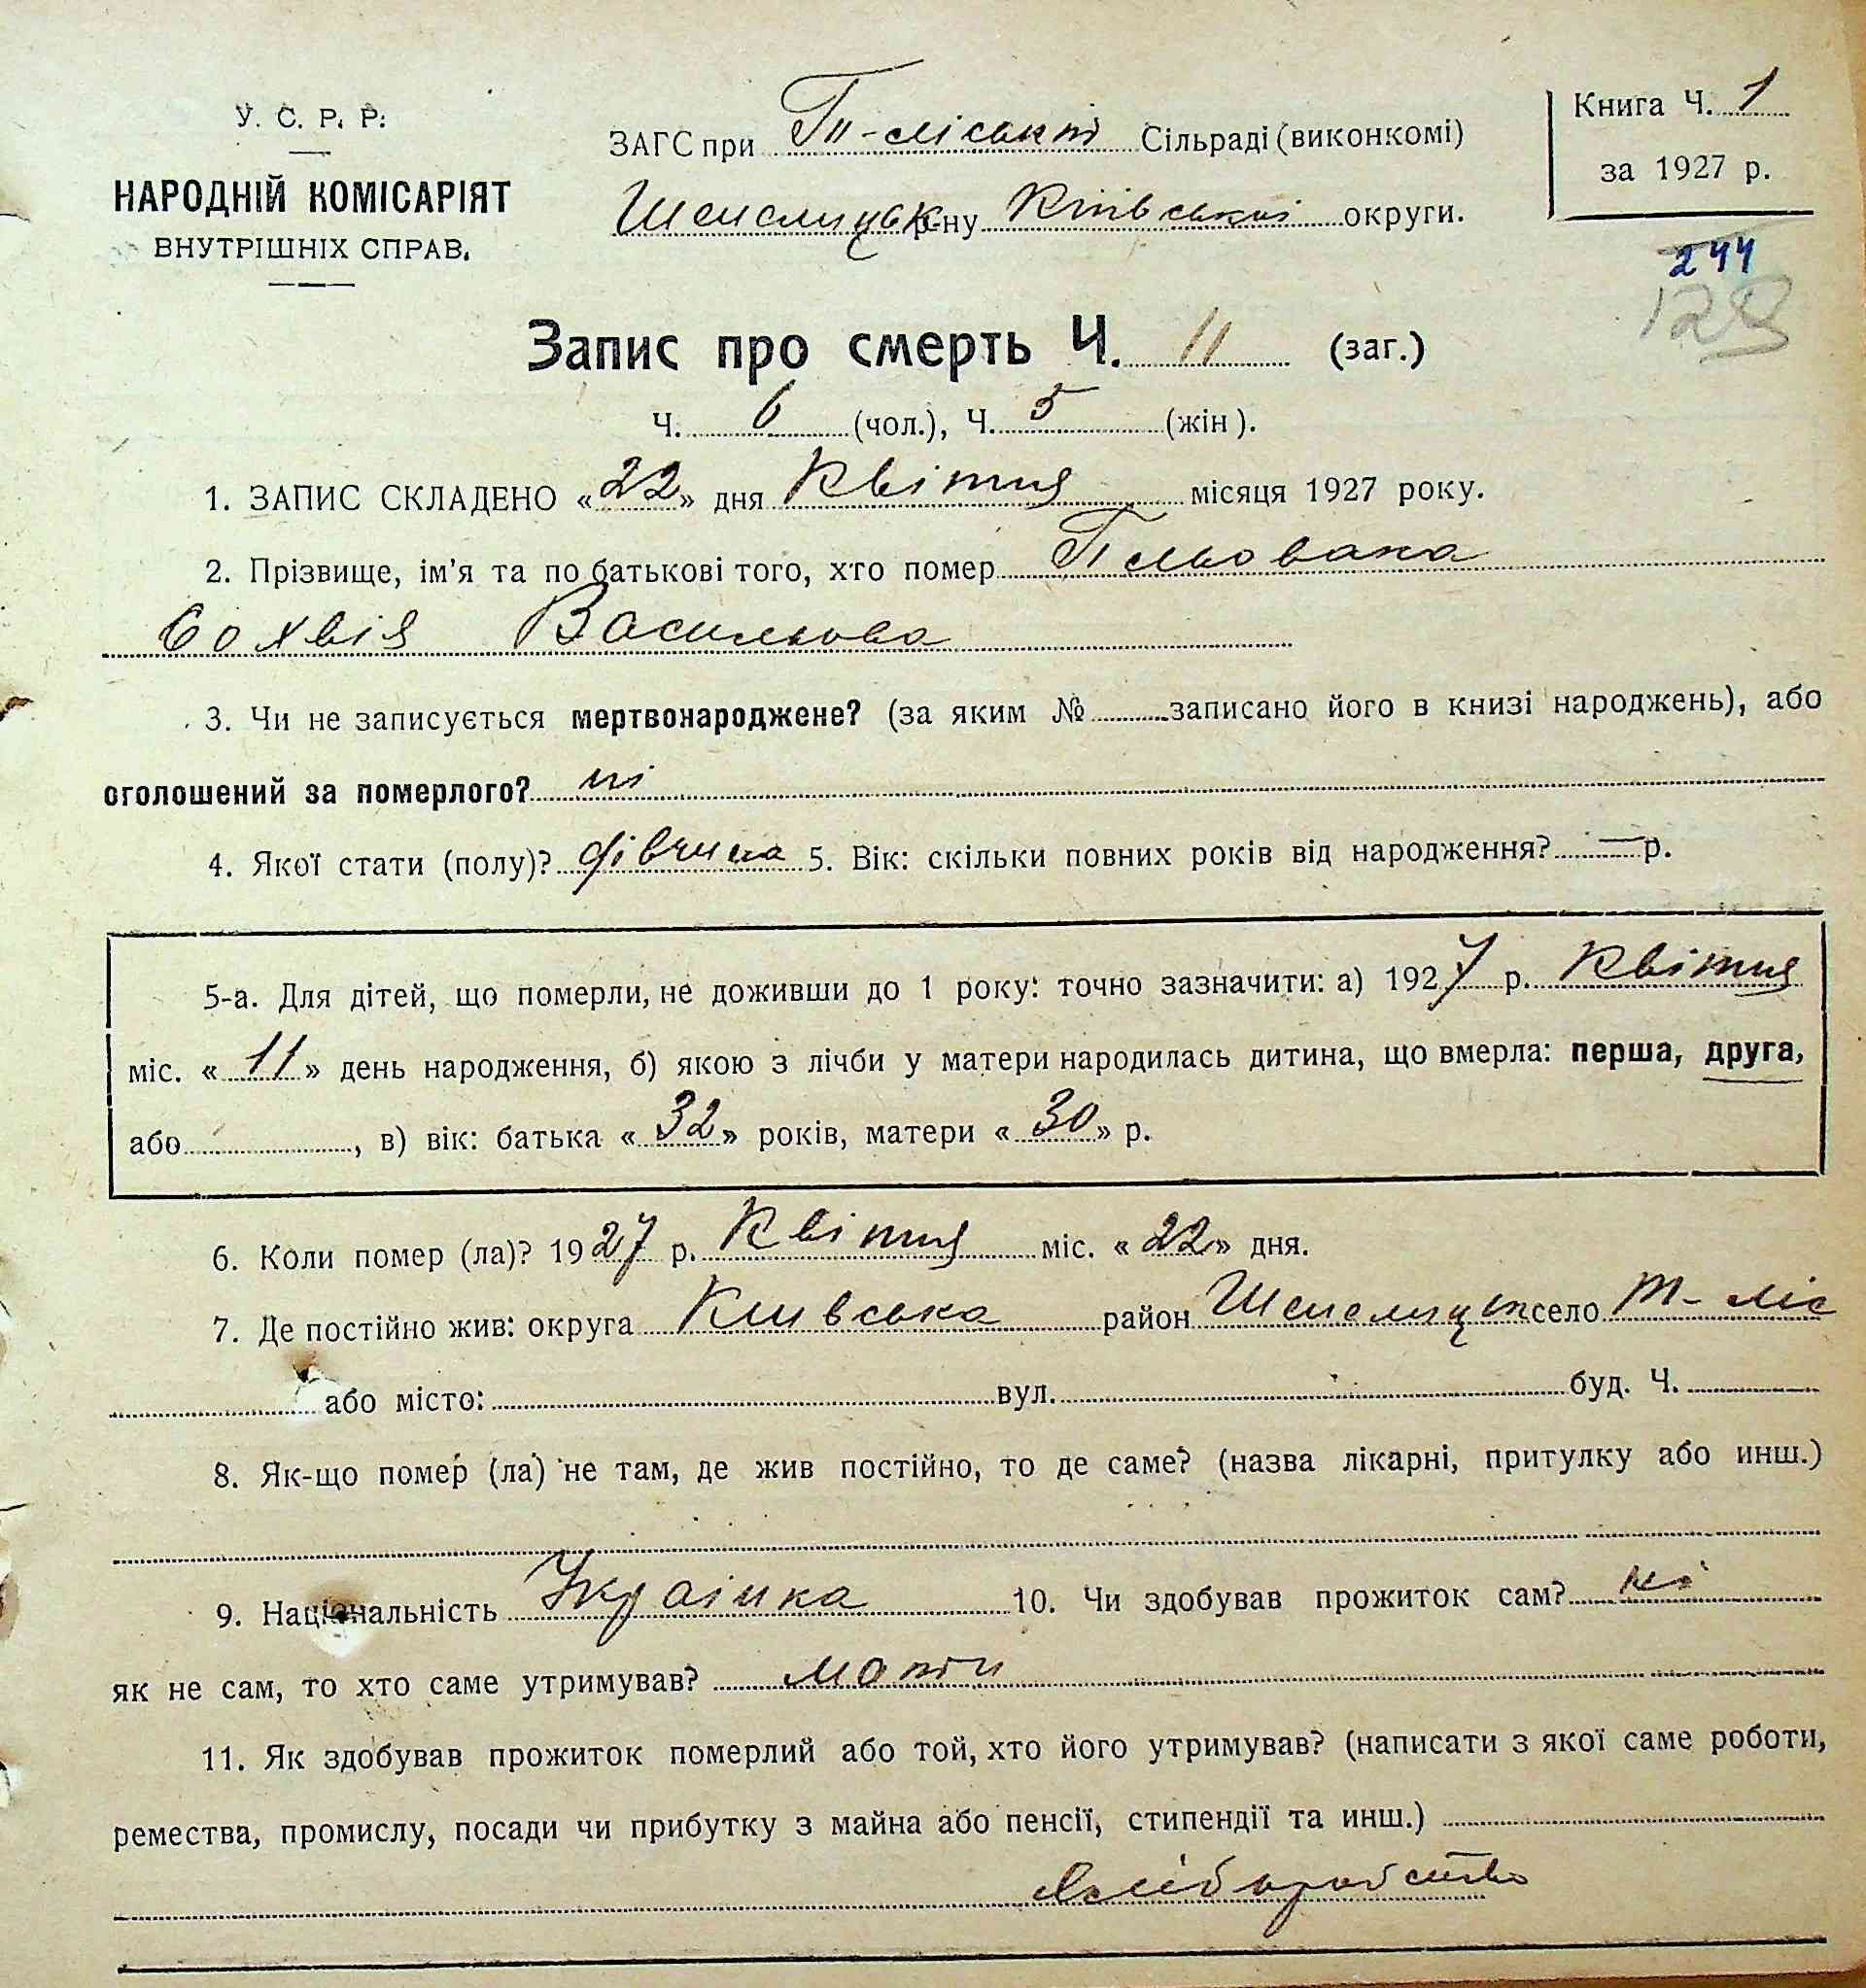 У. С. Р. Р.
НАРОДНІЙ КОМІСАРІЯТ
ВНУТРІШНІХ СПРАВ.
ЗАГС при Пп-ліській Сільраді (виконкомі)
р-ну Київської округи.
Книга Ч. 1
за 1927 р.
244
128
Запис про смерть Ч. 11 (заг.)
Ч. 6 (чол.), Ч. 5 (жін).
1. ЗАПИС СКЛАДЕНО «22» дня Квітня місяця 1927 року.
2. Прізвище, ім'я та по батькові того, хто помер
Сохвія Василькова
3. Чи не записується мертвонароджене? (за яким № записано його в книзі народжень), або
оголошений за померлого? ні
4. Якої стати (полу)? дівчина 5. Вік: скільки повних років від народження? — р.
5-а. Для дітей, що померли, не доживши до 1 року: точно зазначити: а) 1927 р. Квітня
міс. «11» день народження, б) якою з лічби у матери народилась дитина, що вмерла: перша, друга,
або, в) вік: батька «32» років, матери «30» р.
6. Коли помер (ла)? 1927 р. Квітня міс. «22» дня.
7. Де постійно жив: округа Київська район село
або місто: вул. буд. Ч.
8. Як-що помер (ла) не там, де жив постійно, то де саме? (назва лікарні, притулку або инш.)
9. Національність Українка 10. Чи здобував прожиток сам? ні
як не сам, то хто саме утримував? мати
11. Як здобував прожиток померлий або той, хто його утримував? (написати з якої саме роботи,
ремества, промислу, посади чи прибутку з майна або пенсії, стипендії та инш.)
Хліборобство